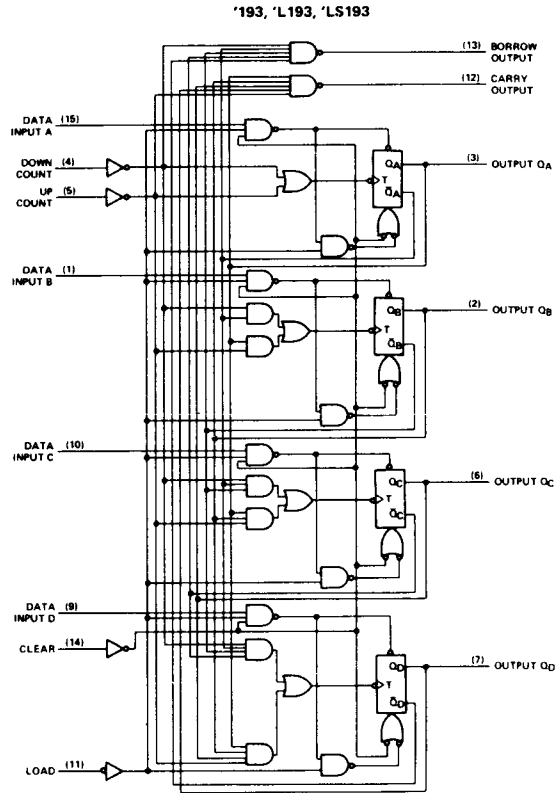 '193, 'L193, 'LS193
(13) BORROW
OUTPUT
(12) CARRY
OUTPUT
DATA (15)
INPUT A
DOWN (4)
COUNT
UP (5)
COUNT
QA
T
Q̅A
(3) OUTPUT QA
DATA (1)
INPUT B
QB
T
Q̅B
(2) OUTPUT QB
DATA (10)
INPUT C
QC
T
Q̅C
(6) OUTPUT QC
DATA (9)
INPUT D
CLEAR (14)
QD
T
Q̅D
(7) OUTPUT QD
LOAD (11)